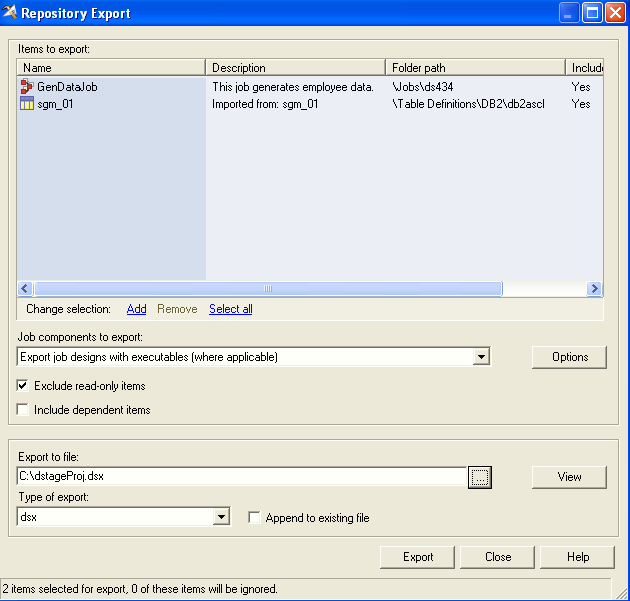 Repository Export
Items to export:
Name Description Folder path Include
GenDataJob This job generates employee data. \Jobs\ds434 Yes
sgm_01 Imported from: sgm_01 \Table Definitions\DB2\db2ascl Yes
Change selection: Add Remove Select all
Job components to export:
Export job designs with executables (where applicable) Options
Exclude read-only items
Include dependent items
Export to file:
C:\dstageProj.dsx ... View
Type of export:
dsx Append to existing file
Export Close Help
2 items selected for export, 0 of these items will be ignored.